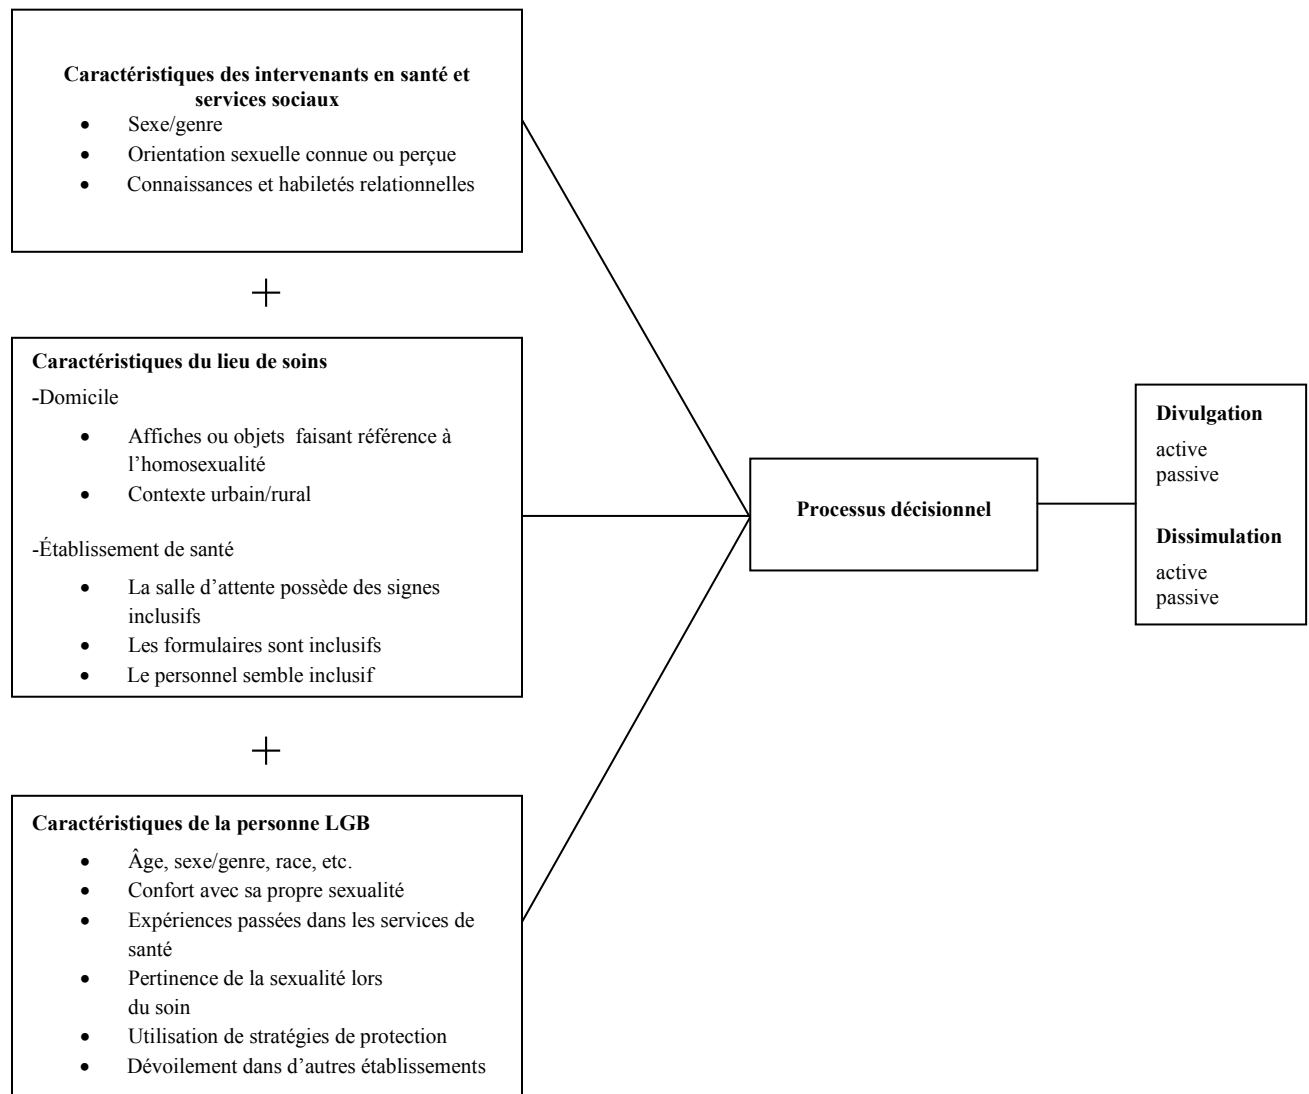 Caractéristiques des intervenants en santé et
services sociaux
• Sexe/genre
• Orientation sexuelle connue ou perçue
• Connaissances et habiletés relationnelles
+
Caractéristiques du lieu de soins
-Domicile
• Affiches ou objets faisant référence à
l’homosexualité
• Contexte urbain/rural
-Établissement de santé
• La salle d’attente possède des signes
inclusifs
• Les formulaires sont inclusifs
• Le personnel semble inclusif
+
Caractéristiques de la personne LGB
• Âge, sexe/genre, race, etc.
• Confort avec sa propre sexualité
• Expériences passées dans les services de
santé
• Pertinence de la sexualité lors
du soin
• Utilisation de stratégies de protection
• Dévoilement dans d’autres établissements
Processus décisionnel
Divulgation
active
passive
Dissimulation
active
passive